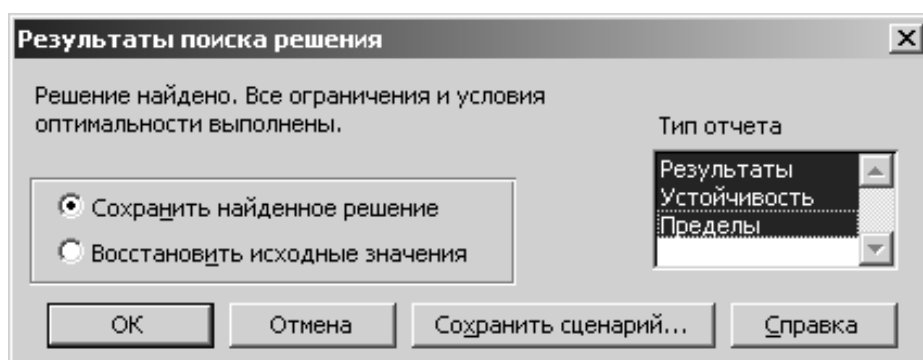 Результаты поиска решения
Решение найдено. Все ограничения и условия
оптимальности выполнены.
Тип отчета
Результаты
Устойчивость
Пределы
Сохранить найденное решение
Восстановить исходные значения
ОК
Отмена
Сохранить сценарий...
Справка